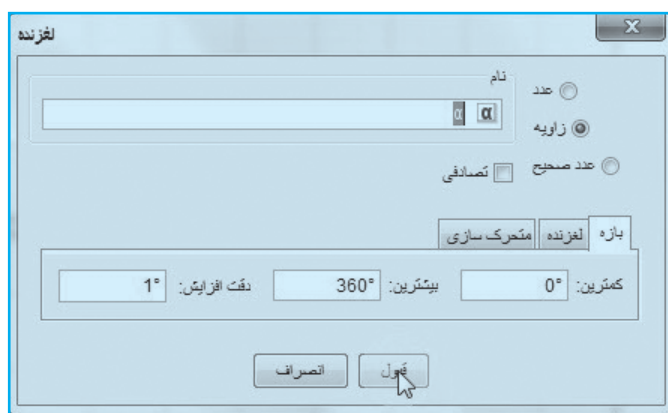 لغزنده
نام
عدد
α α
زاویه
عدد صحیح
تصادفی
بازه لغزنده متحرک سازی
کمترین: 0° بیشترین: 360° دقت افزایش: 1°
قبول انصراف